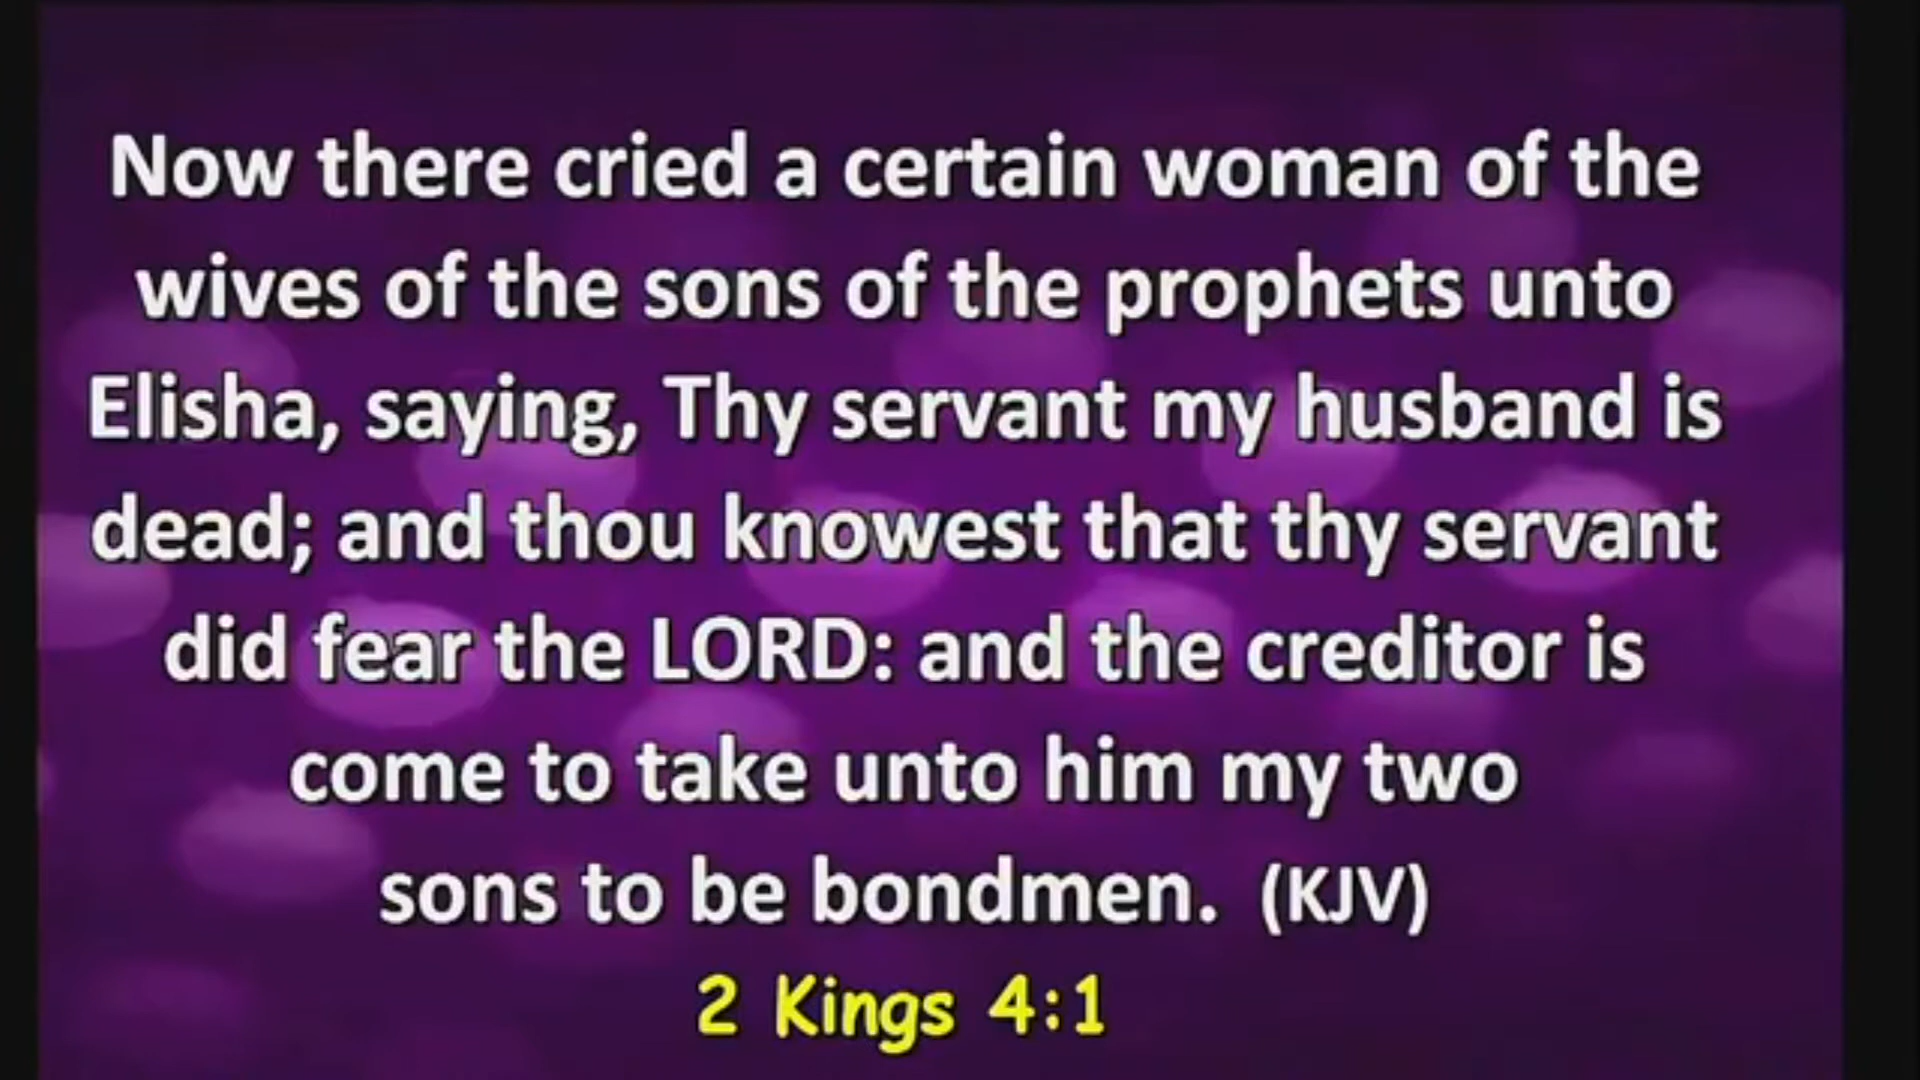 Now there cried a certain woman of the
wives of the sons of the prophets unto
Elisha, saying, Thy servant my husband is
dead; and thou knowest that thy servant
did fear the LORD: and the creditor is
come to take unto him my two
sons to be bondmen. (KJV)
2 Kings 4:1